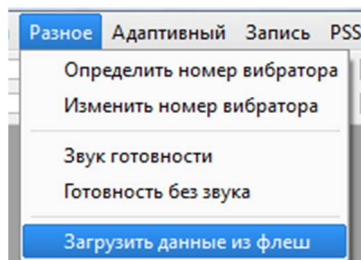 Разное Адаптивный Запись PSS
Определить номер вибратора
Изменить номер вибратора
Звук готовности
Готовность без звука
Загрузить данные из флеш